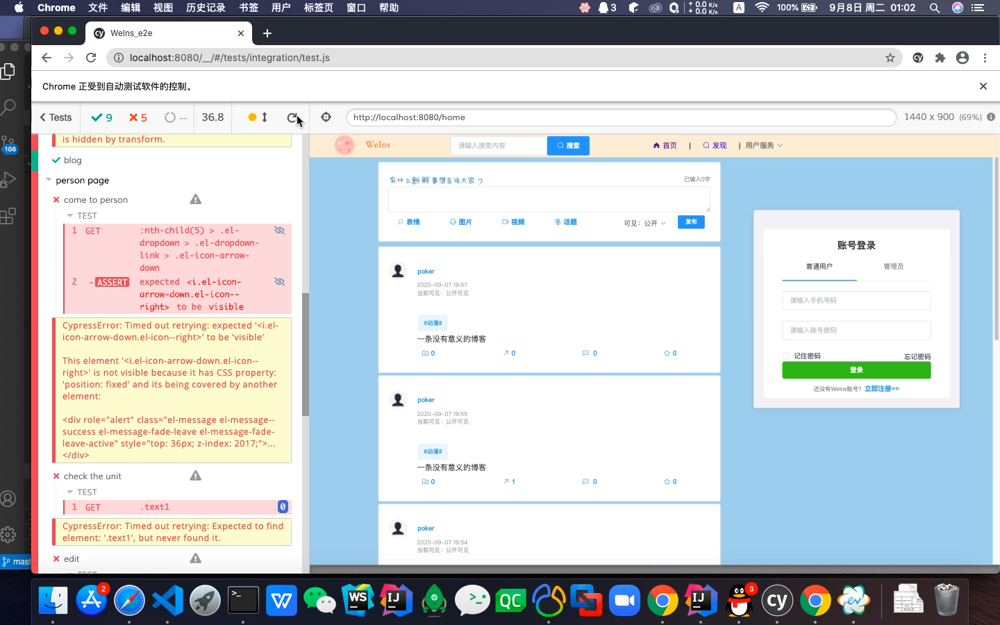 Chrome 文件 编辑 视图 历史记录 书签 用户 标签页 窗口 帮助
3 0.0 K/s 0.0 K/s A 100% 9月8日 周二 01:02
WeIns_e2e
localhost:8080/__/#/tests/integration/test.js
Chrome 正受到自动测试软件的控制。
Tests 9 5 -- 36.8
http://localhost:8080/home
1440 x 900 (69%)
is hidden by transform.
blog
person page
come to person
TEST
1 GET :nth-child(5) > .el-
dropdown > .el-dropdown-
link > .el-icon-arrow-
down
2 -ASSERT expected <i.el-icon-
arrow-down.el-icon--
right> to be visible
CypressError: Timed out retrying: expected '<i.el-
icon-arrow-down.el-icon--right>' to be 'visible'
This element '<i.el-icon-arrow-down.el-icon--
right>' is not visible because it has CSS property:
'position: fixed' and its being covered by another
element:
<div role="alert" class="el-message el-message--
success el-message-fade-leave el-message-fade-
leave-active" style="top: 36px; z-index: 2017;">...
</div>
check the unit
TEST
1 GET .text1 0
CypressError: Timed out retrying: Expected to find
element: '.text1', but never found it.
edit
TEST
WeIns
请输入搜索内容 搜索
首页 | 发现 | 用户服务
有什么新鲜事想告诉大家？
已输入0字
表情 图片 视频 话题 可见： 公开 发布
poker
2020-09-07 19:57
当前可见：公开可见
#动漫#
一条没有意义的博客
0 0 0 0
poker
2020-09-07 19:55
当前可见：公开可见
#动漫#
一条没有意义的博客
0 1 0 0
poker
2020-09-07 19:54
当前可见：公开可见
账号登录
普通用户 管理员
请输入手机号码
请输入账号密码
记住密码 忘记密码
登录
还没有WeIns账号? 立即注册>>
106
mast
2
>_
W
WS
IJ
QC
IJ
3
cy
XLSX